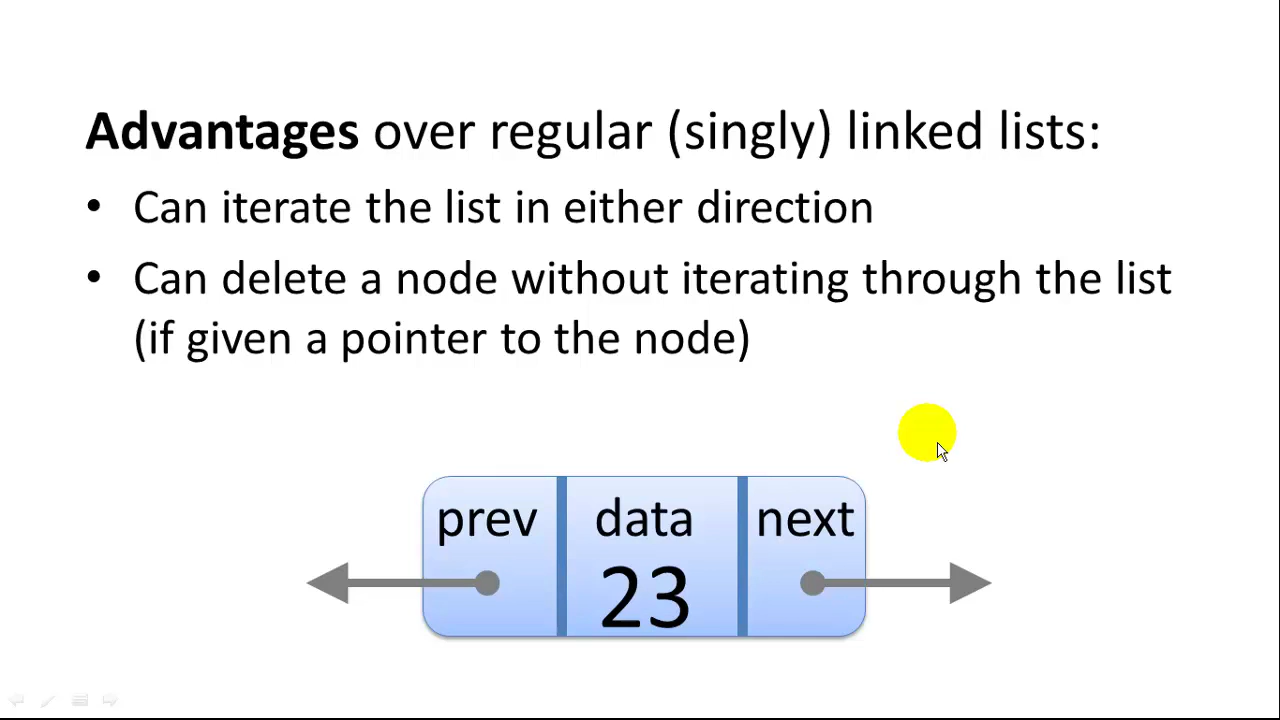 Advantages over regular (singly) linked lists:
• Can iterate the list in either direction
• Can delete a node without iterating through the list
(if given a pointer to the node)
prev data next
23